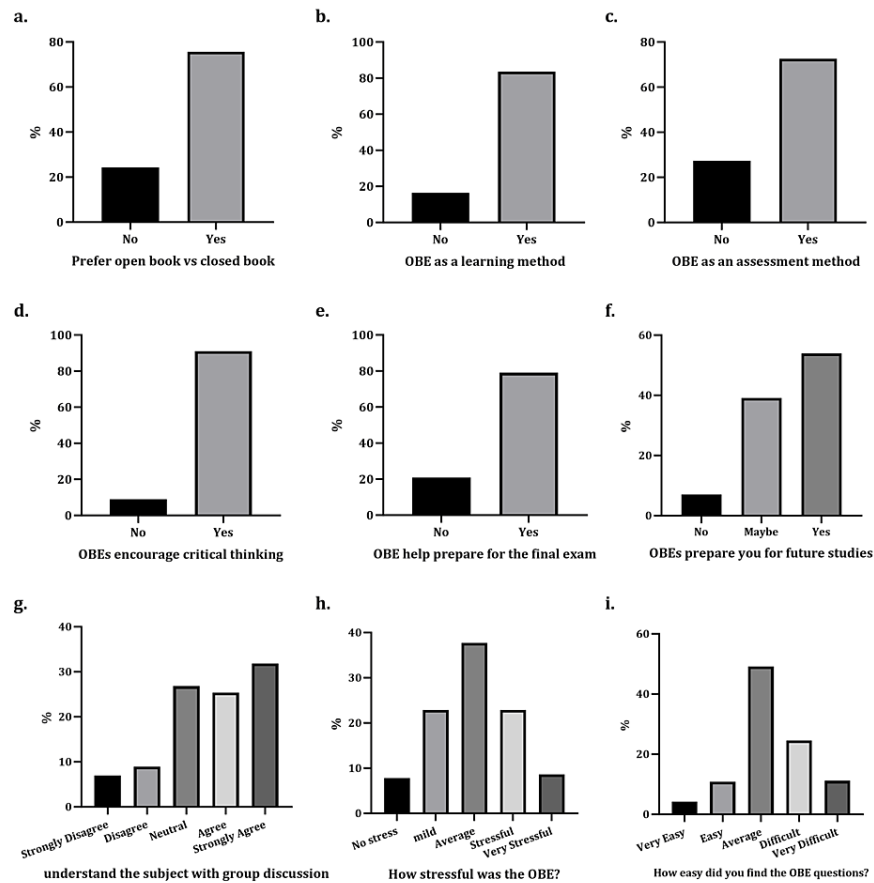 a.
80
60
40
20
0
%
No Yes
Prefer open book vs closed book
b.
100
80
60
40
20
0
%
No Yes
OBE as a learning method
c.
80
60
40
20
0
%
No Yes
OBE as an assessment method
d.
100
80
60
40
20
0
%
No Yes
OBEs encourage critical thinking
e.
100
80
60
40
20
0
%
No Yes
OBE help prepare for the final exam
f.
60
40
20
0
%
No Maybe Yes
OBEs prepare you for future studies
g.
40
30
20
10
0
%
Strongly Disagree Disagree Neutral Agree Strongly Agree
understand the subject with group discussion
h.
40
30
20
10
0
%
No stress mild Average Stressful Very Stressful
How stressful was the OBE?
i.
60
40
20
0
%
Very Easy Easy Average Difficult Very Difficult
How easy did you find the OBE questions?